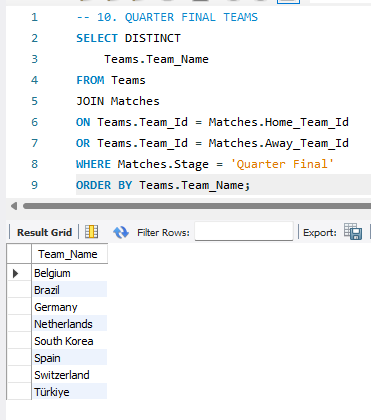 1 -- 10. QUARTER FINAL TEAMS
2 SELECT DISTINCT
3 Teams.Team_Name
4 FROM Teams
5 JOIN Matches
6 ON Teams.Team_Id = Matches.Home_Team_Id
7 OR Teams.Team_Id = Matches.Away_Team_Id
8 WHERE Matches.Stage = 'Quarter Final'
9 ORDER BY Teams.Team_Name;
Result Grid Filter Rows: Export:
Team_Name
Belgium
Brazil
Germany
Netherlands
South Korea
Spain
Switzerland
Türkiye